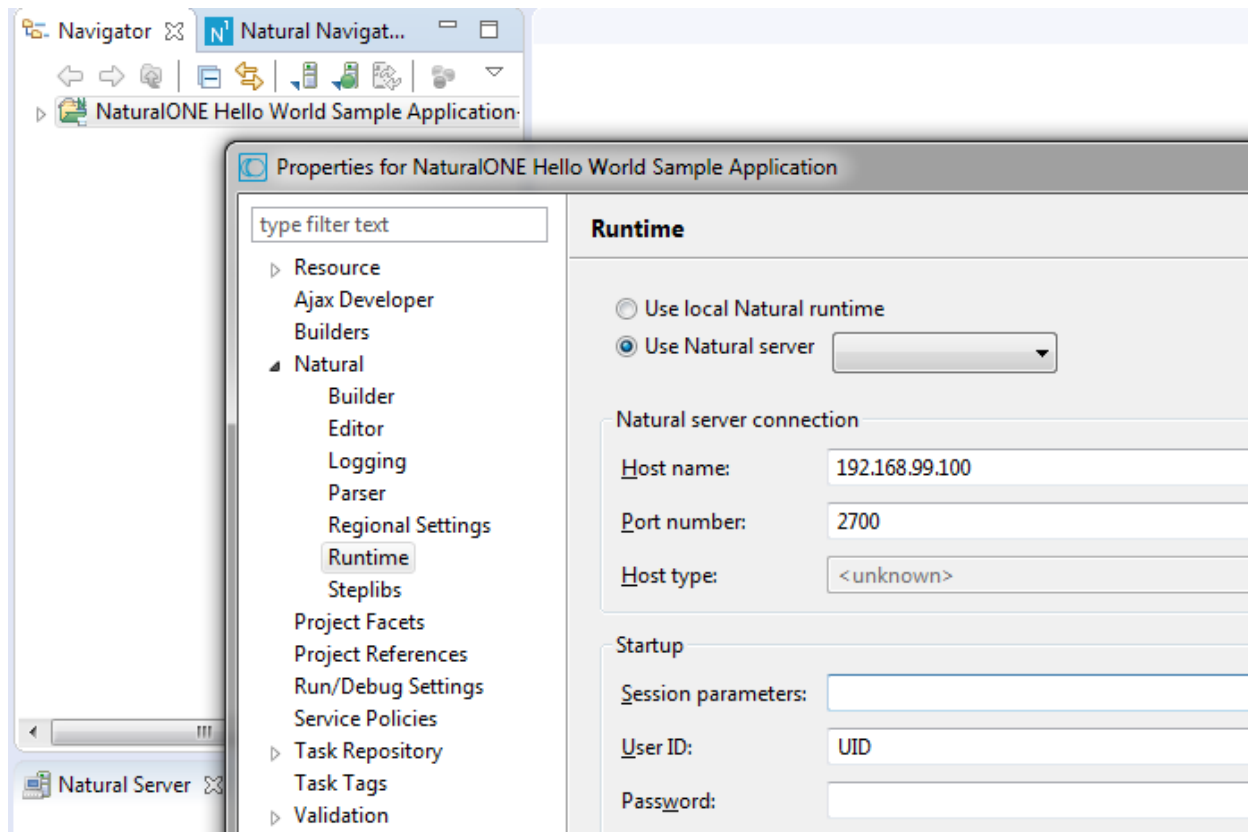 Navigator
N¹ Natural Navigat...
NaturalONE Hello World Sample Application
Properties for NaturalONE Hello World Sample Application
type filter text
Resource
Ajax Developer
Builders
Natural
Builder
Editor
Logging
Parser
Regional Settings
Runtime
Steplibs
Project Facets
Project References
Run/Debug Settings
Service Policies
Task Repository
Task Tags
Validation
Runtime
Use local Natural runtime
Use Natural server
Natural server connection
Host name: 192.168.99.100
Port number: 2700
Host type: <unknown>
Startup
Session parameters:
User ID: UID
Password:
Natural Server